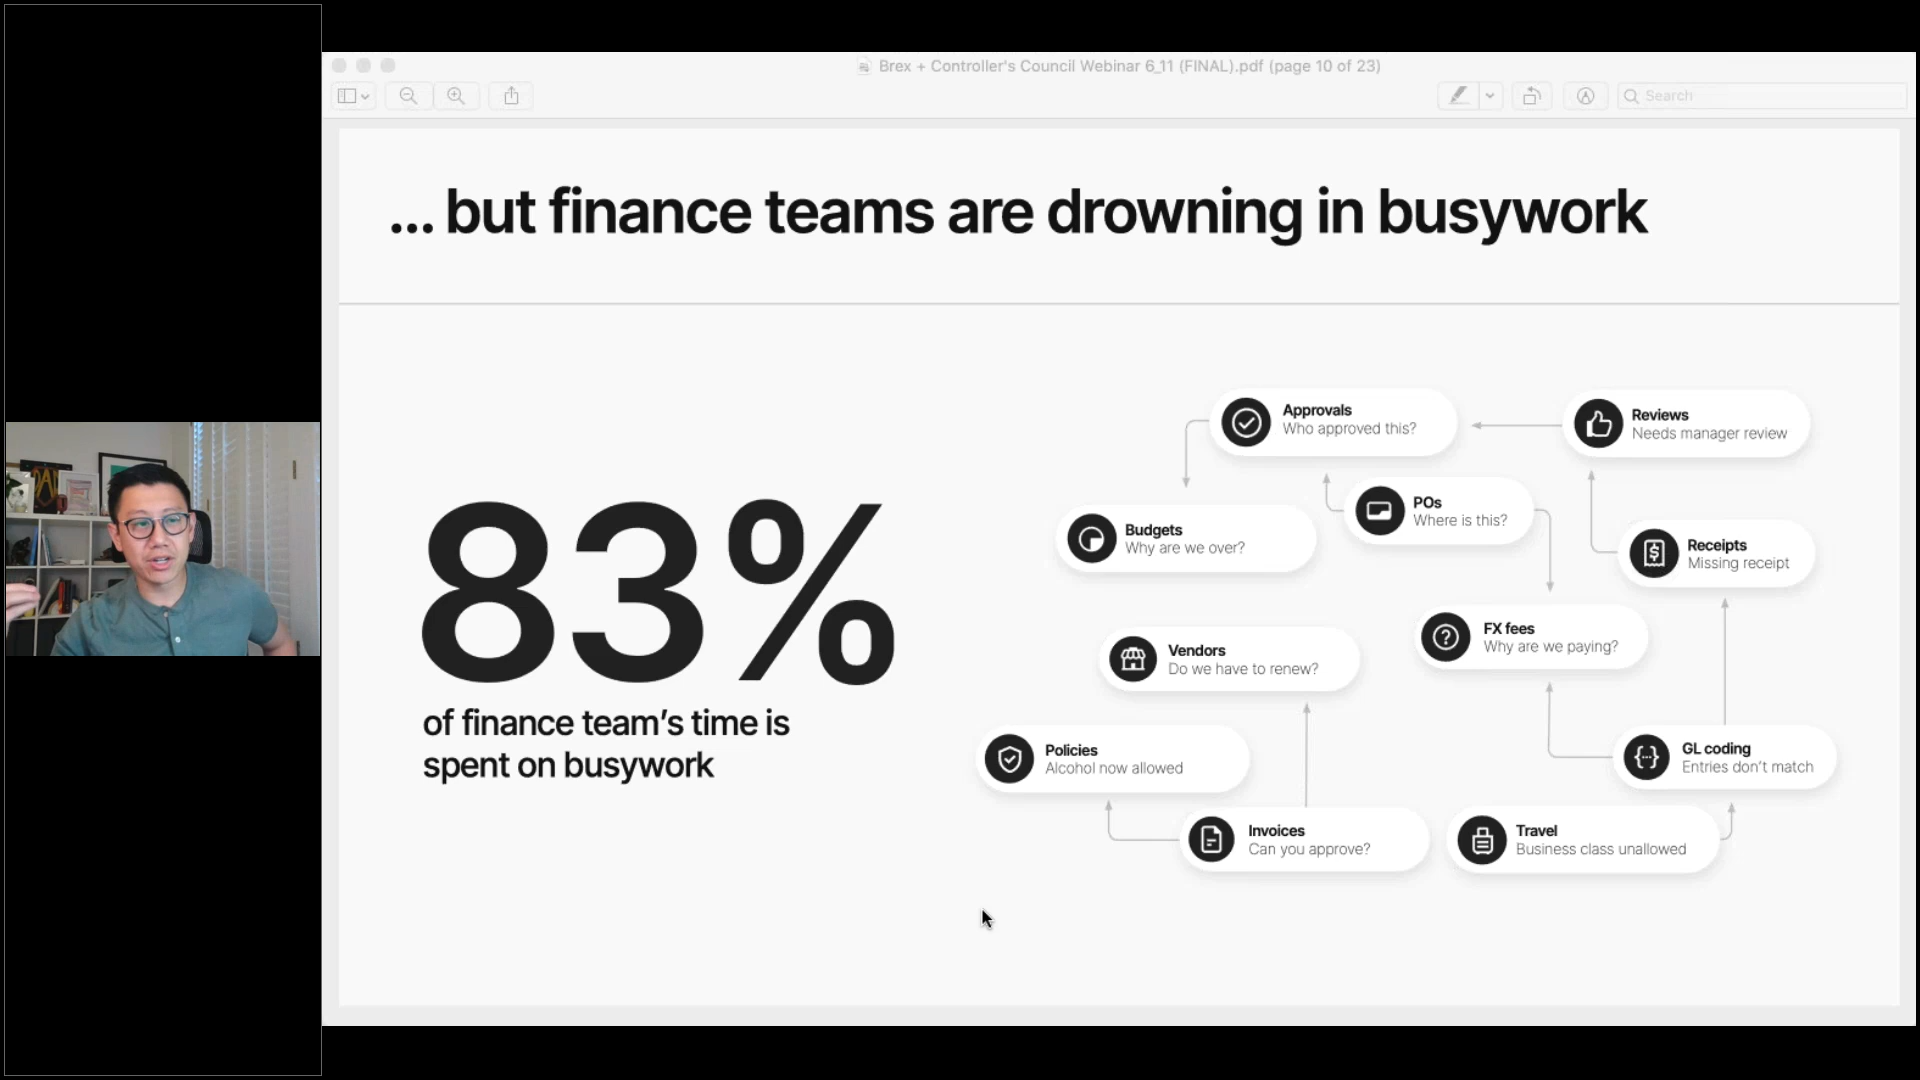 Brex + Controller's Council Webinar 6_11 (FINAL).pdf (page 10 of 23)
Search
... but finance teams are drowning in busywork
83%
of finance team's time is
spent on busywork
Approvals
Who approved this?
Reviews
Needs manager review
POs
Where is this?
Budgets
Why are we over?
Receipts
Missing receipt
FX fees
Why are we paying?
Vendors
Do we have to renew?
Policies
Alcohol now allowed
GL coding
Entries don't match
Invoices
Can you approve?
Travel
Business class unallowed